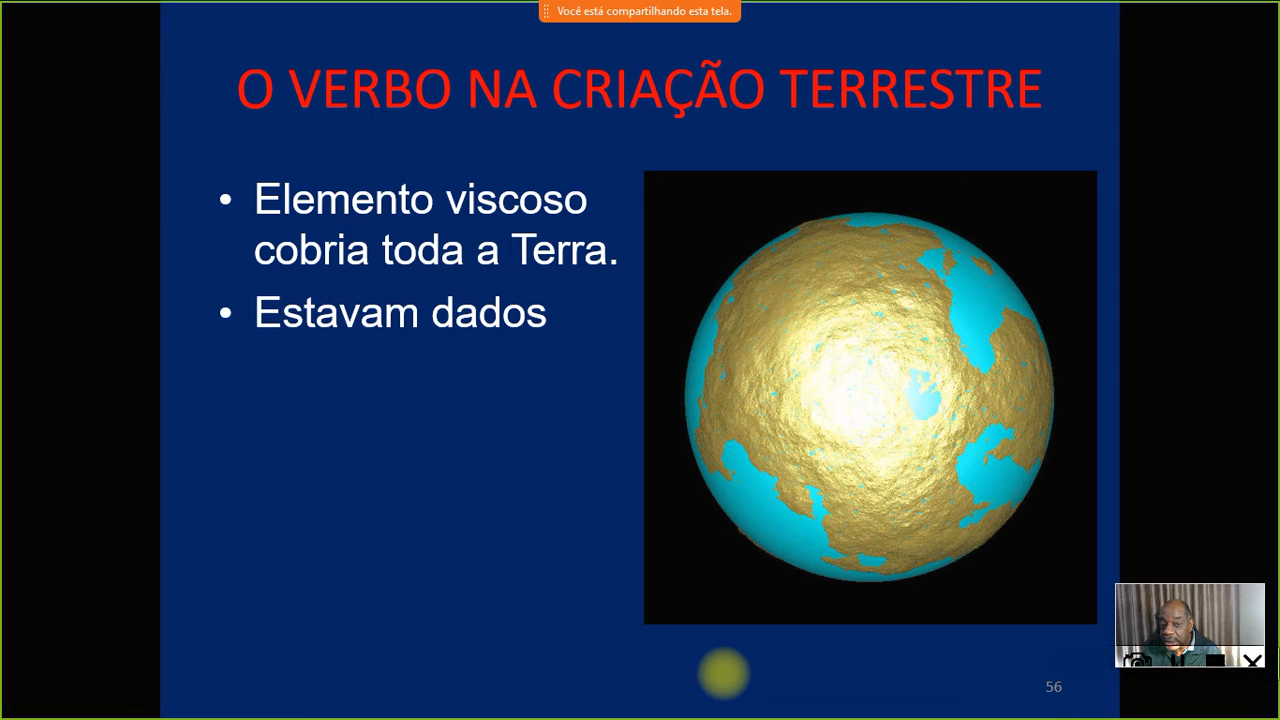 Você está compartilhando esta tela.
O VERBO NA CRIAÇÃO TERRESTRE
• Elemento viscoso
cobria toda a Terra.
• Estavam dados
56